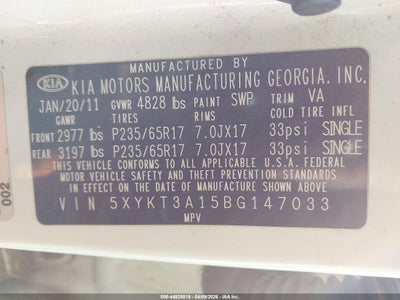 MANUFACTURED BY
KIA KIA MOTORS MANUFACTURING GEORGIA, INC.
JAN/20/11 GVWR 4828 lbs PAINT SWP TRIM VA
GAWR TIRES RIMS COLD TIRE INFL
FRONT 2977 lbs P235/65R17 7.0JX17 33psi SINGLE
REAR 3197 lbs P235/65R17 7.0JX17 33psi SINGLE
THIS VEHICLE CONFORMS TO ALL APPLICABLE U.S.A. FEDERAL
MOTOR VEHICLE SAFETY AND THEFT PREVENTION STANDARDS
IN EFFECT ON THE DATE OF MANUFACTURE SHOWN ABOVE
VIN 5XYKT3A15BG147033
MPV
002